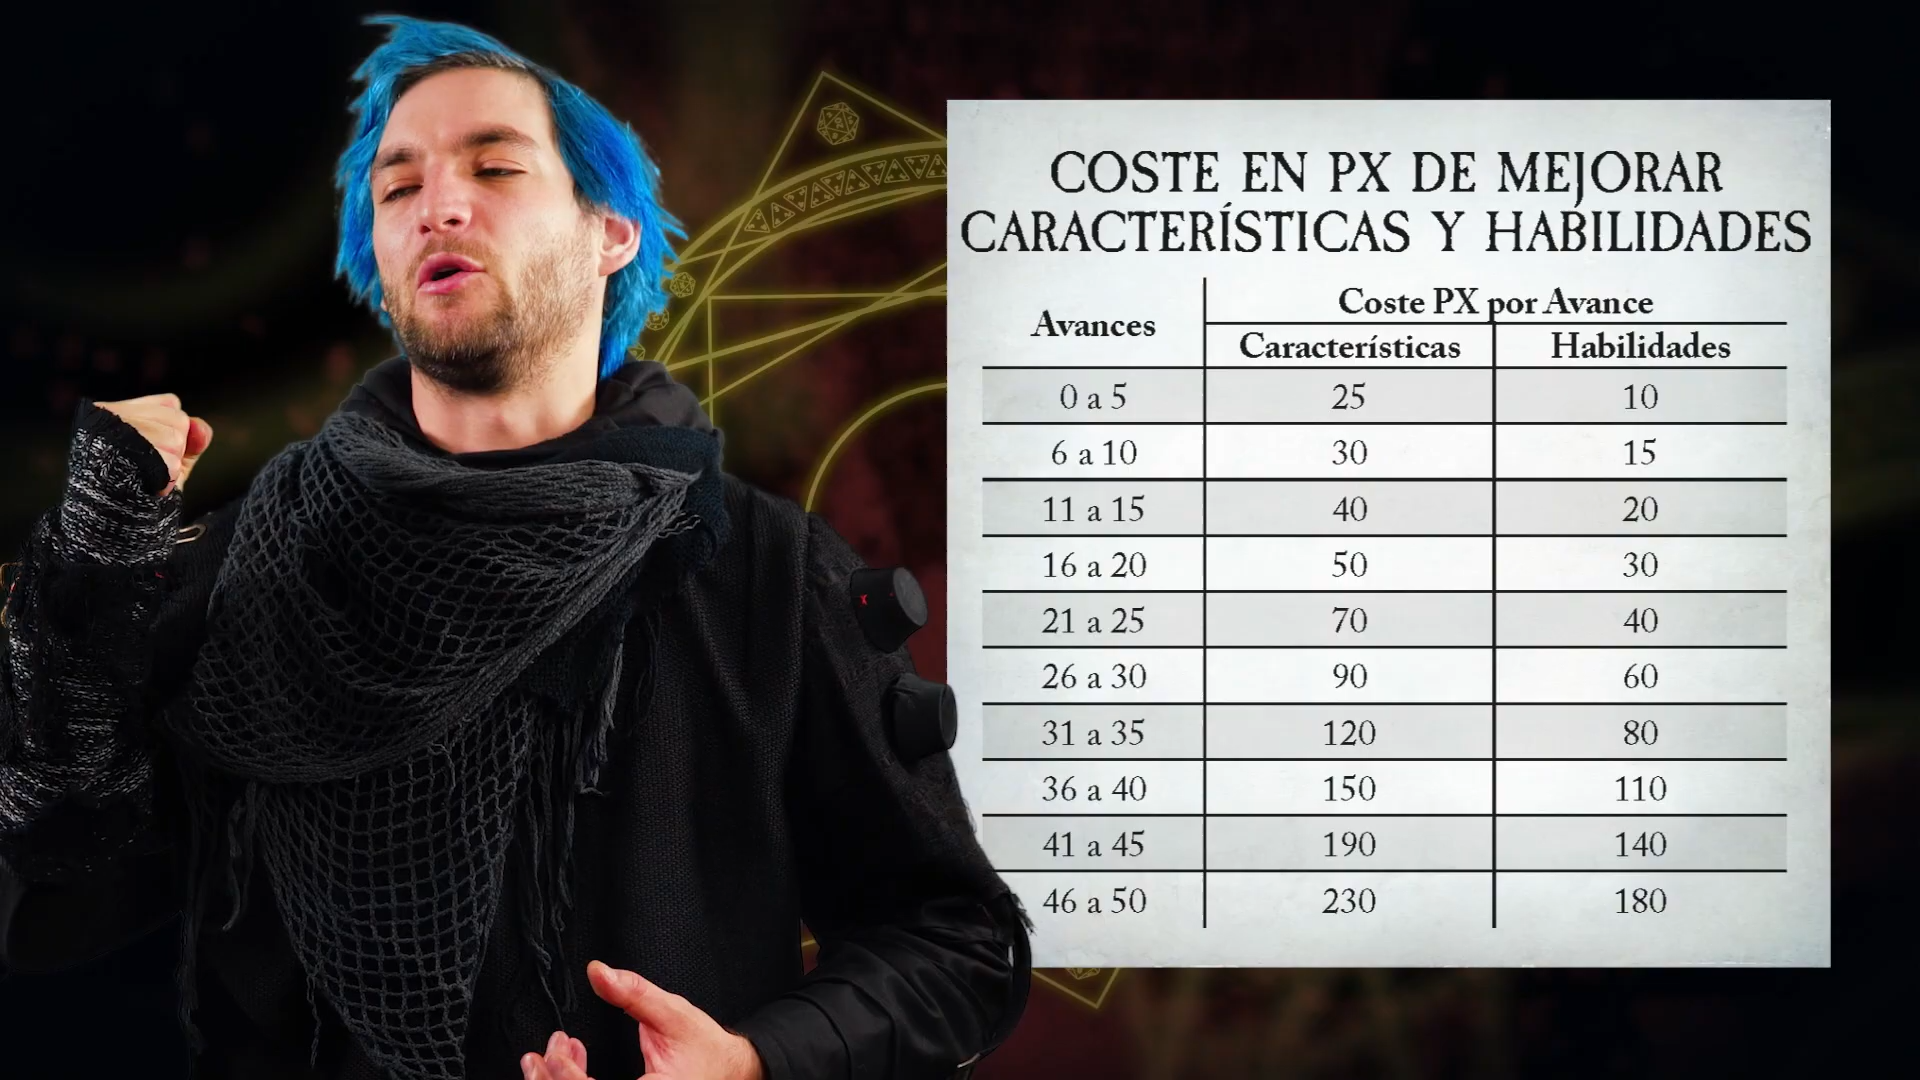 COSTE EN PX DE MEJORAR
CARACTERÍSTICAS Y HABILIDADES
Avances
Coste PX por Avance
Características Habilidades
0 a 5 25 10
6 a 10 30 15
11 a 15 40 20
16 a 20 50 30
21 a 25 70 40
26 a 30 90 60
31 a 35 120 80
36 a 40 150 110
41 a 45 190 140
46 a 50 230 180